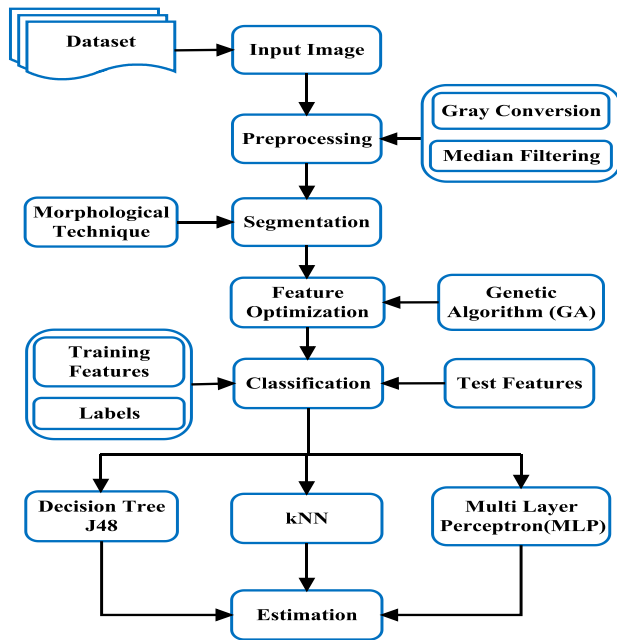 Dataset
Input Image
Gray Conversion
Preprocessing
Median Filtering
Morphological
Technique
Segmentation
Feature
Optimization
Genetic
Algorithm (GA)
Training
Features
Labels
Classification
Test Features
Decision Tree
J48
kNN
Multi Layer
Perceptron(MLP)
Estimation